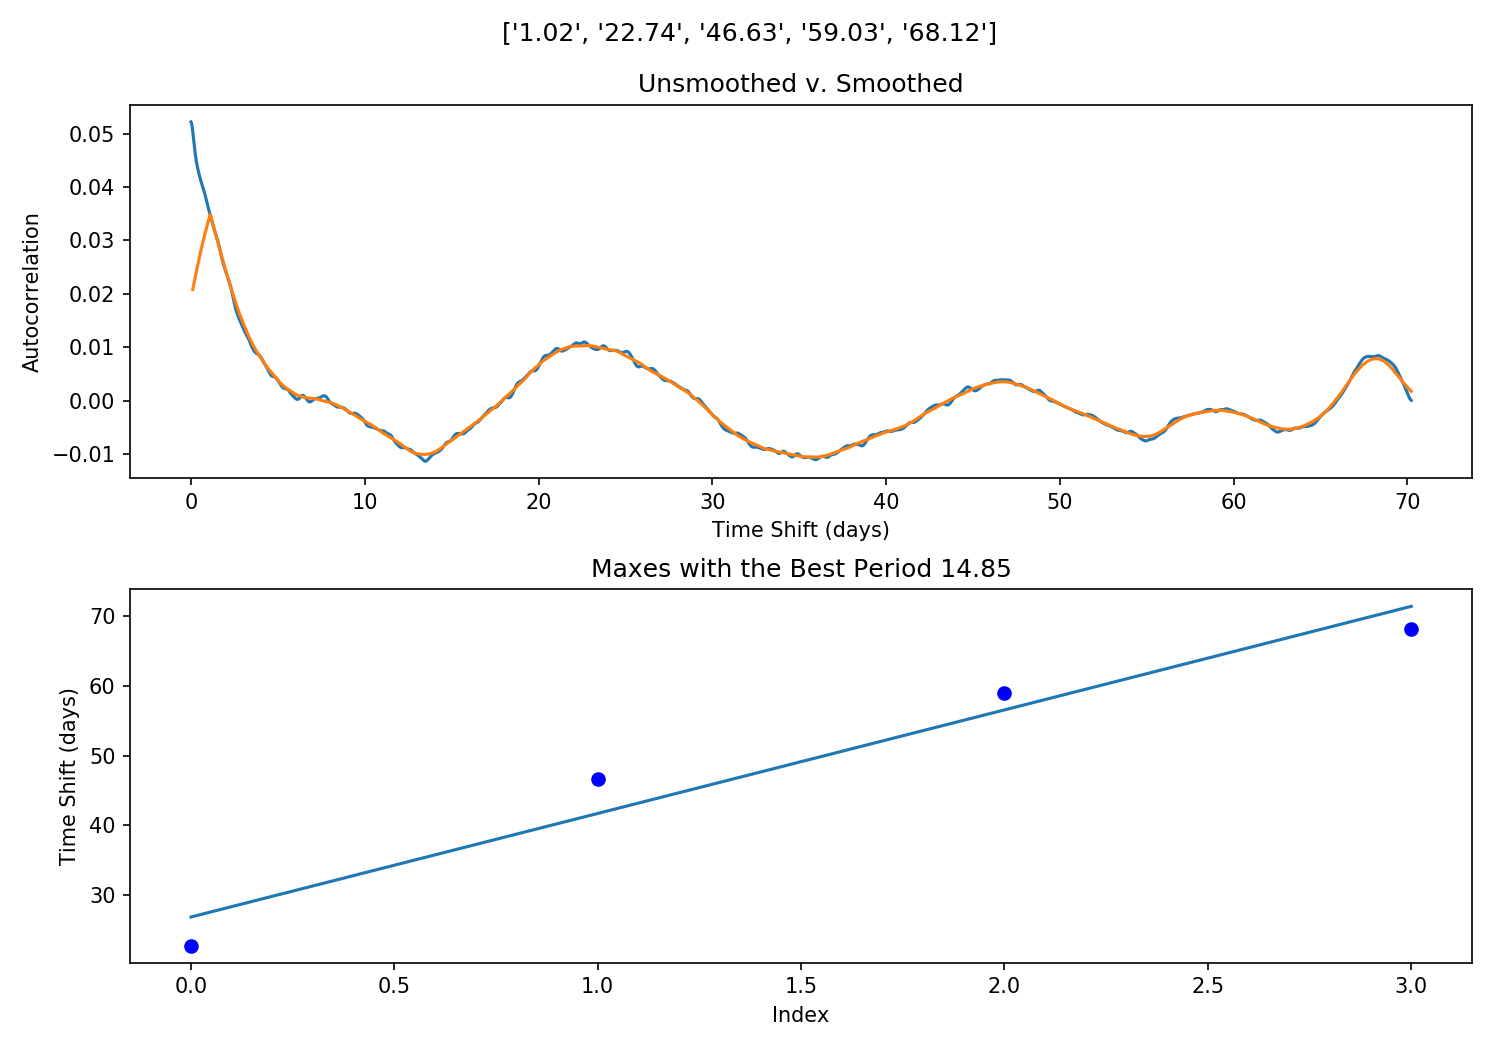 ['1.02', '22.74', '46.63', '59.03', '68.12']
Unsmoothed v. Smoothed
0.05
0.04
0.03
0.02
0.01
0.00
−0.01
Autocorrelation
0 10 20 30 40 50 60 70
Time Shift (days)
Maxes with the Best Period 14.85
70
60
50
40
30
Time Shift (days)
0.0 0.5 1.0 1.5 2.0 2.5 3.0
Index